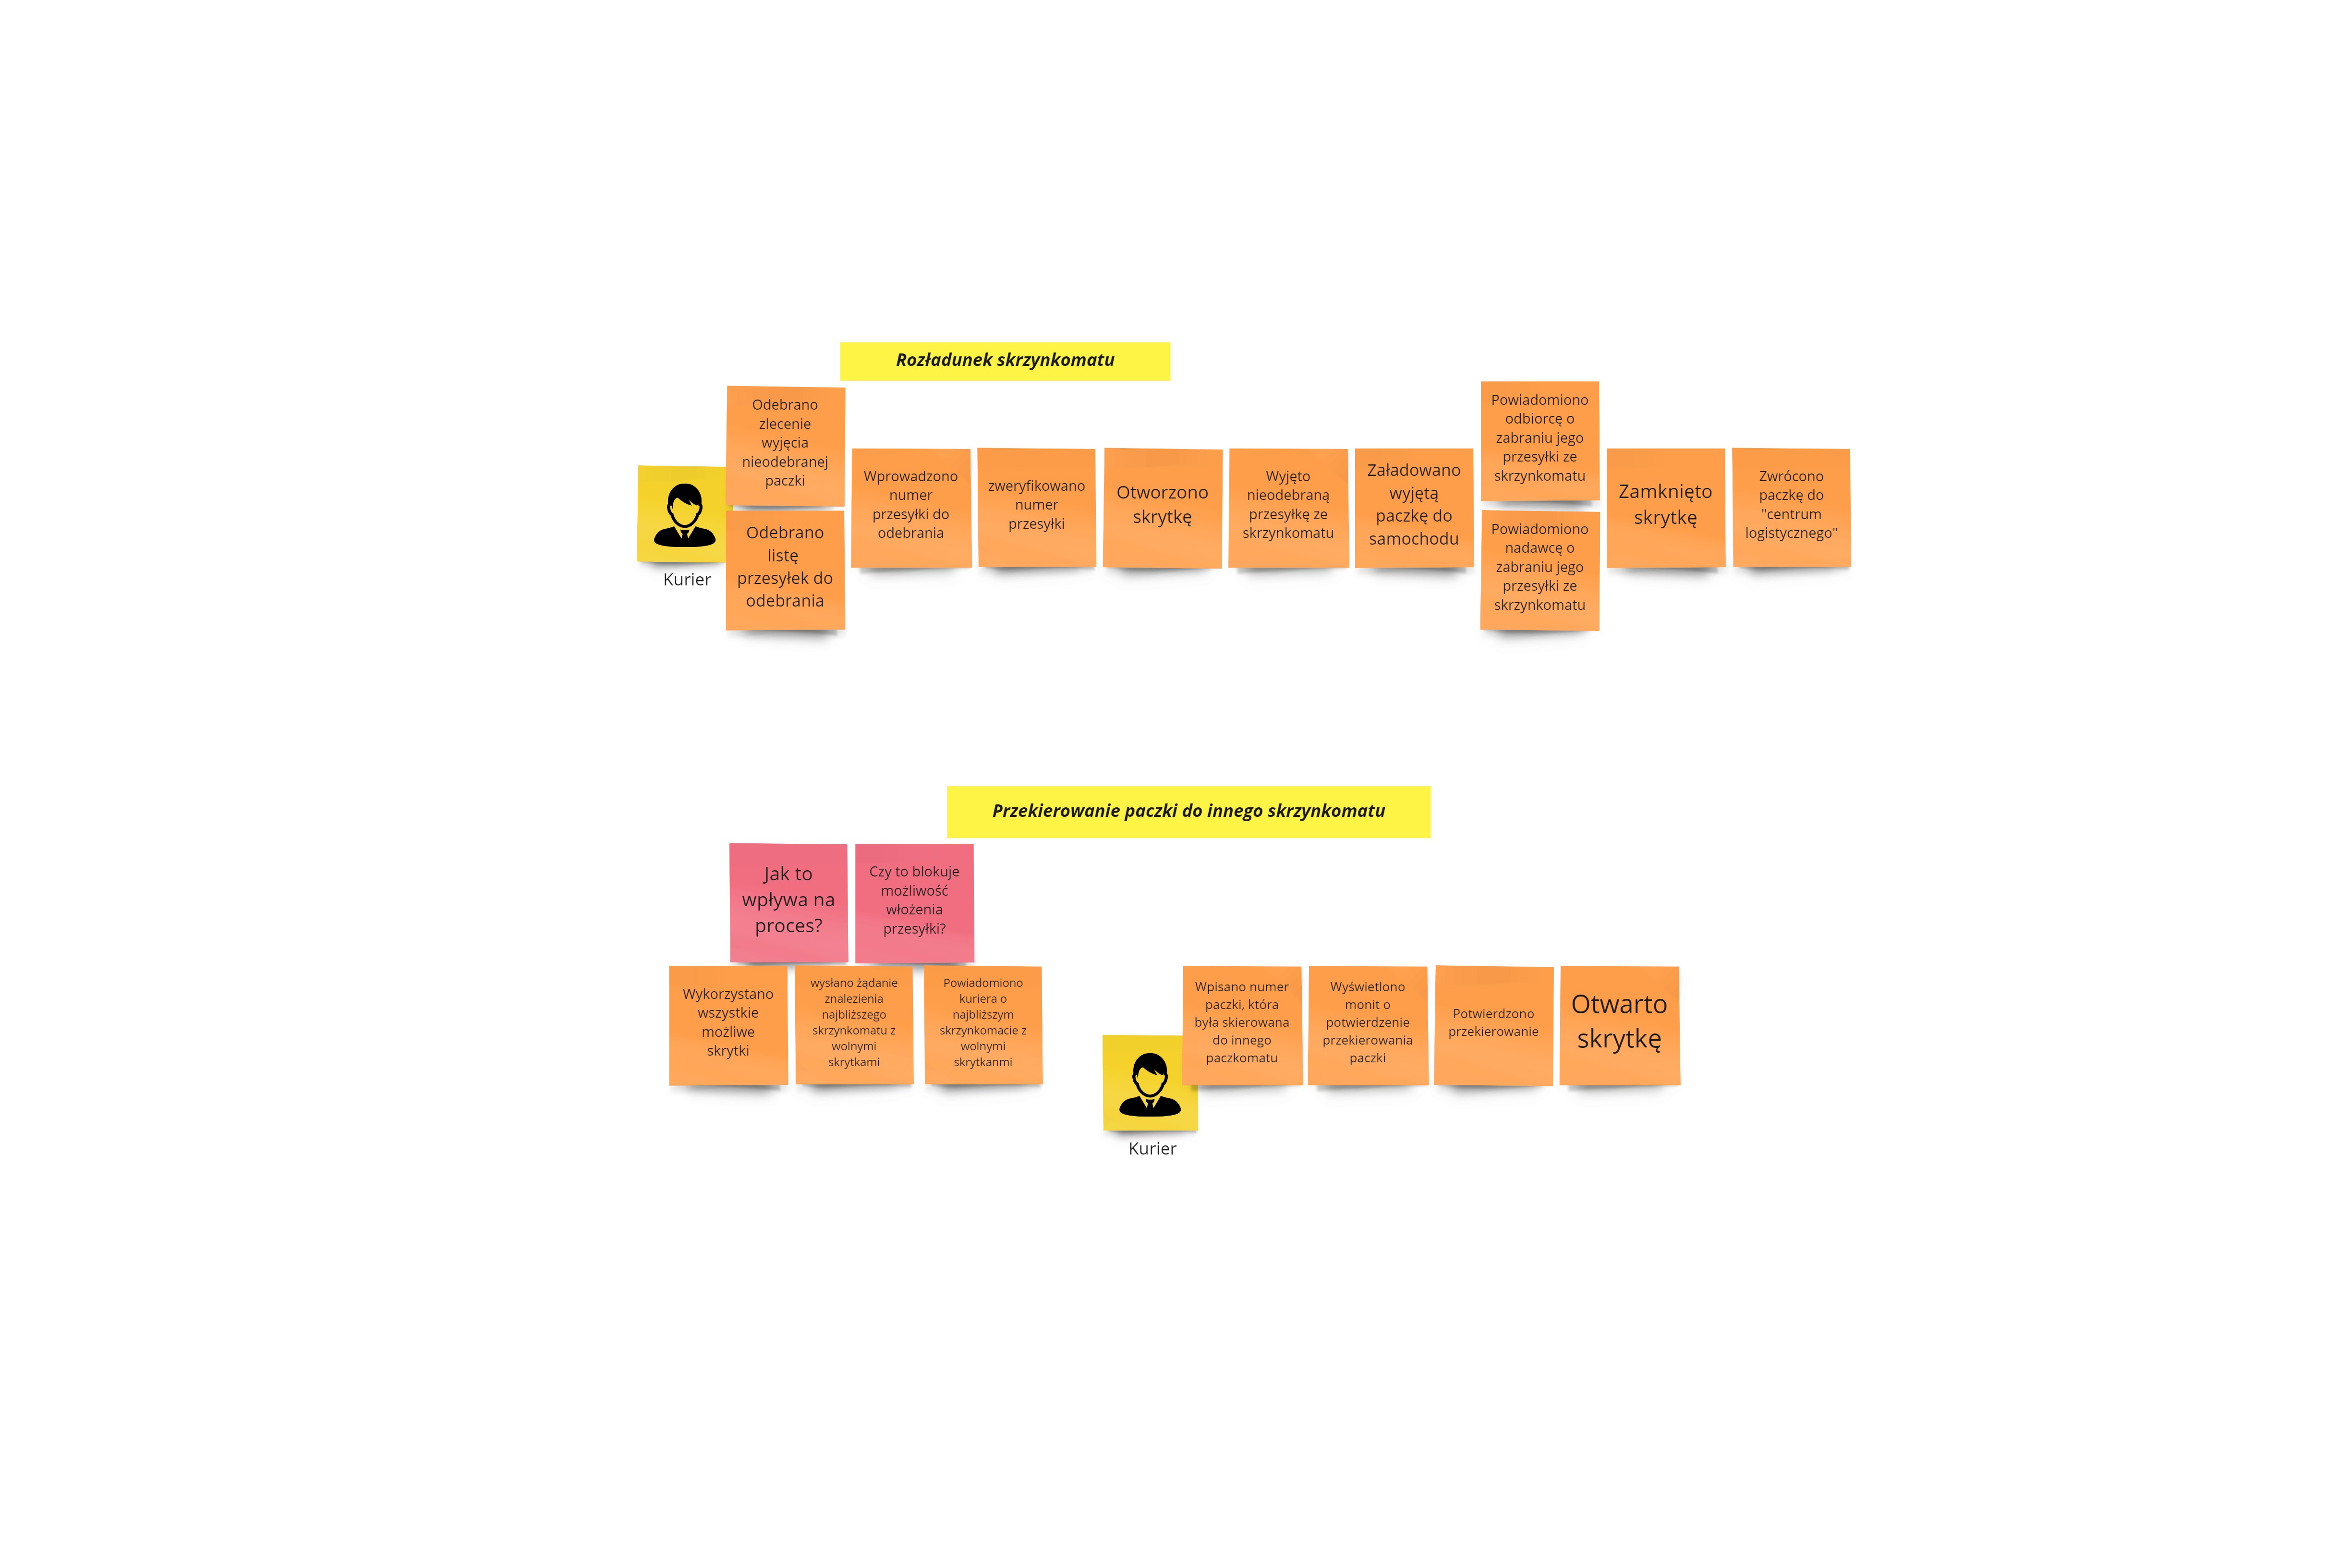 Rozładunek skrzynkomatu
Odebrano
zlecenie
wyjęcia
nieodebranej
paczki
Odebrano
listę
przesyłek do
odebrania
Kurier
Wprowadzono
numer
przesyłki do
odebrania
zweryfikowano
numer
przesyłki
Otworzono
skrytkę
Wyjęto
nieodebraną
przesyłkę ze
skrzynkomatu
Załadowano
wyjętą
paczkę do
samochodu
Powiadomiono
odbiorcę o
zabraniu jego
przesyłki ze
skrzynkomatu
Powiadomiono
nadawcę o
zabraniu jego
przesyłki ze
skrzynkomatu
Zamknięto
skrytkę
Zwrócono
paczkę do
"centrum
logistycznego"
Przekierowanie paczki do innego skrzynkomatu
Jak to
wpływa na
proces?
Czy to blokuje
możliwość
włożenia
przesyłki?
Wykorzystano
wszystkie
możliwe
skrytki
wysłano żądanie
znalezienia
najbliższego
skrzynkomatu z
wolnymi
skrytkami
Powiadomiono
kuriera o
najbliższym
skrzynkomacie z
wolnymi
skrytkanmi
Kurier
Wpisano numer
paczki, która
była skierowana
do innego
paczkomatu
Wyświetlono
monit o
potwierdzenie
przekierowania
paczki
Potwierdzono
przekierowanie
Otwarto
skrytkę